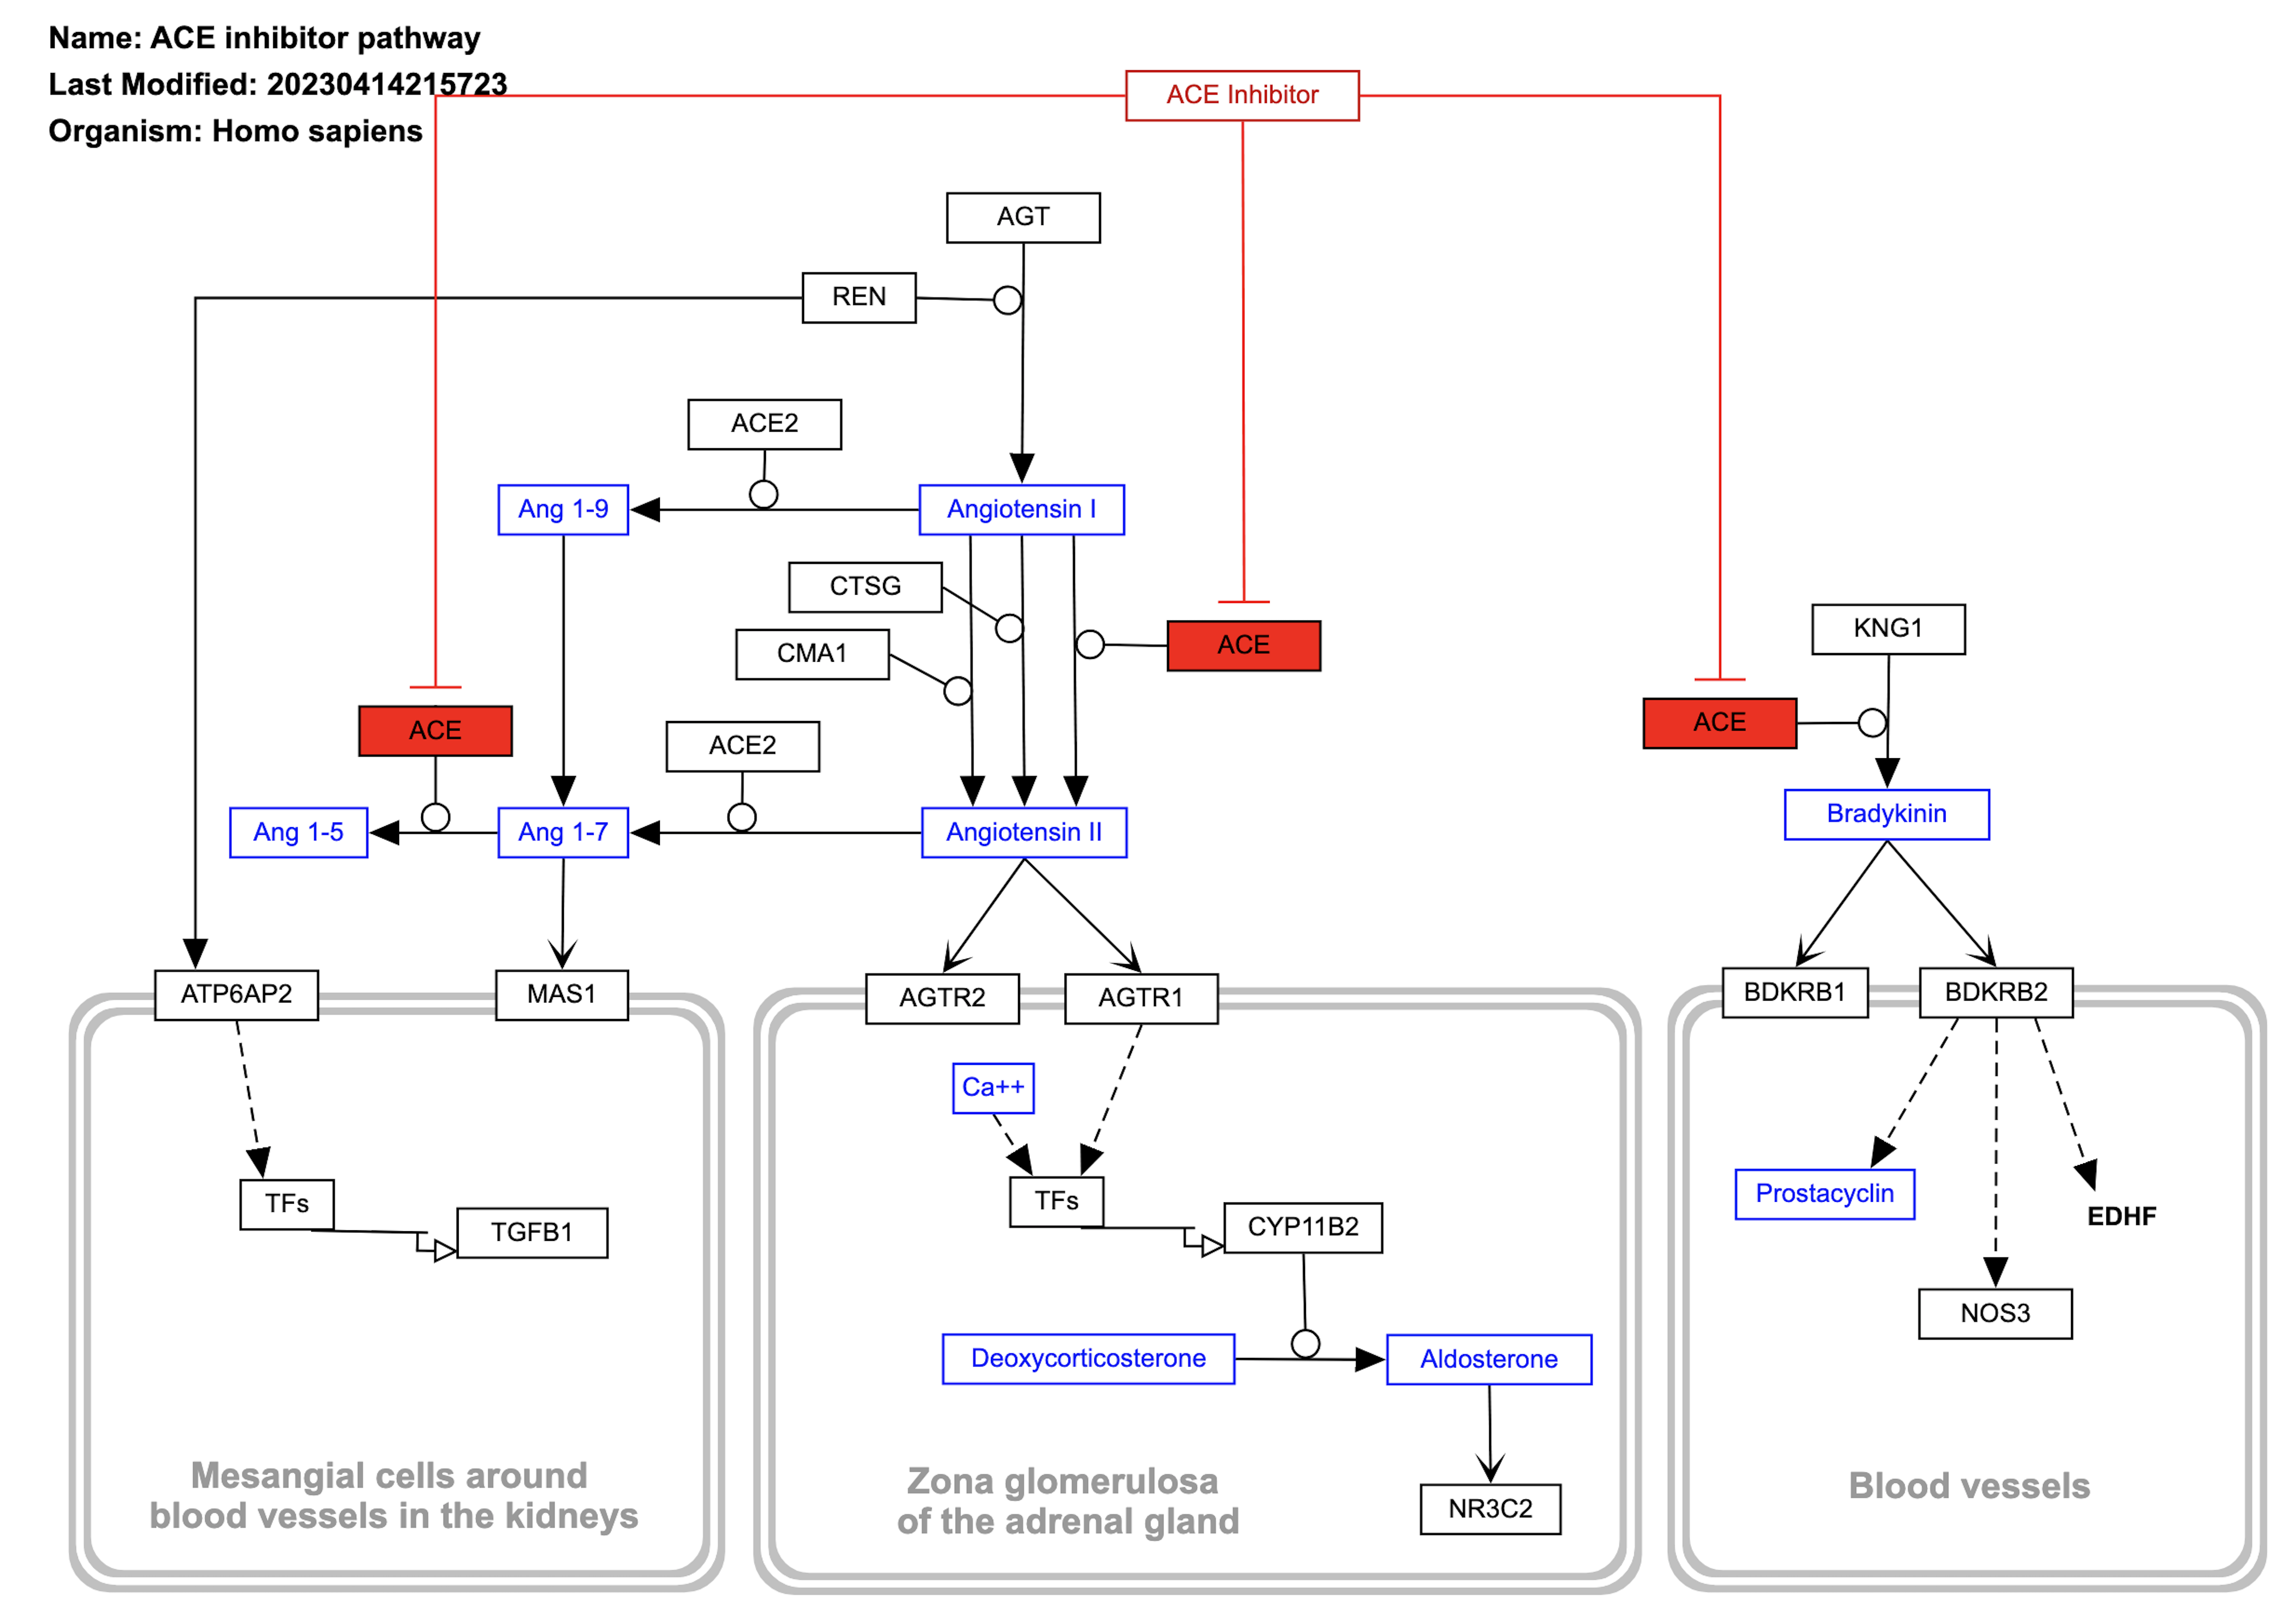 Name: ACE inhibitor pathway
Last Modified: 20230414215723
Organism: Homo sapiens
ACE Inhibitor
AGT
REN
ACE2
Ang 1-9
Angiotensin I
CTSG
CMA1
ACE
KNG1
ACE
ACE
ACE2
Ang 1-5
Ang 1-7
Angiotensin II
Bradykinin
ATP6AP2
MAS1
AGTR2
AGTR1
BDKRB1
BDKRB2
Ca++
TFs
TGFB1
TFs
CYP11B2
Prostacyclin
EDHF
NOS3
Deoxycorticosterone
Aldosterone
NR3C2
Mesangial cells around
blood vessels in the kidneys
Zona glomerulosa
of the adrenal gland
Blood vessels